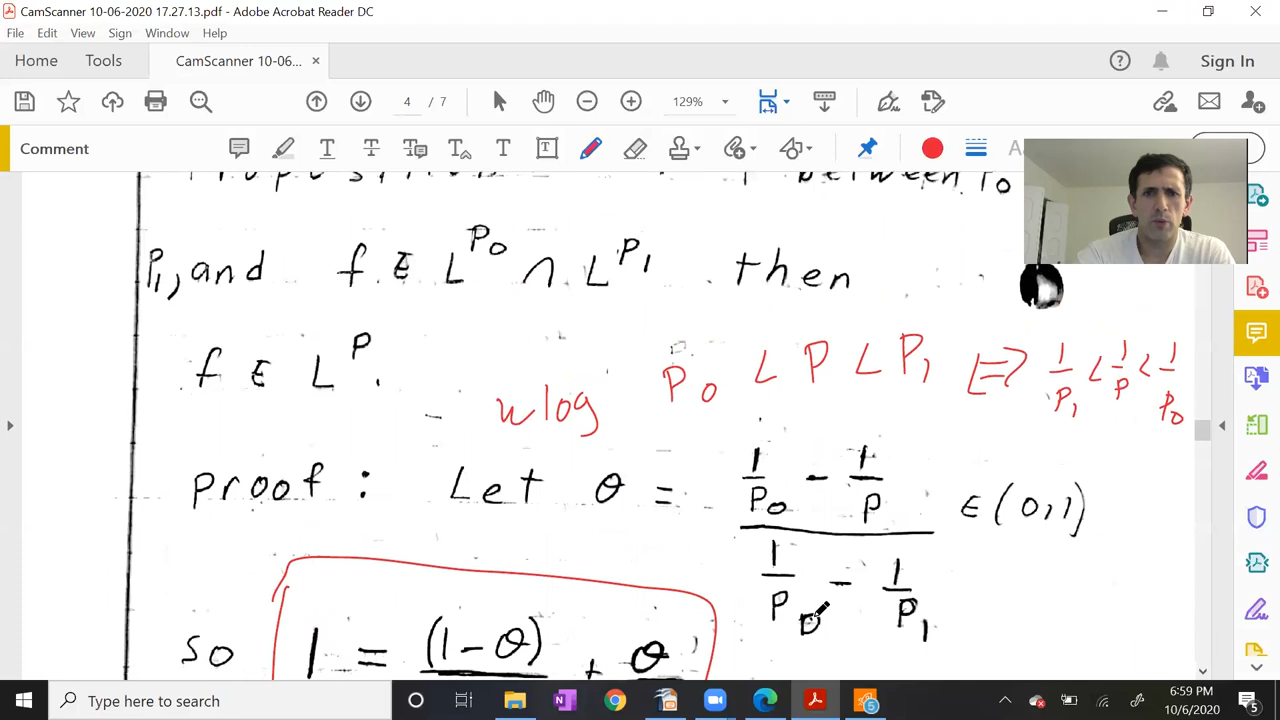 CamScanner 10-06-2020 17.27.13.pdf - Adobe Acrobat Reader DC
File Edit View Sign Window Help
Home Tools CamScanner 10-06... × Sign In
4 / 7 129%
Comment
between P0
P1, and f ∈ L^P0 ∩ L^P1 then
f ∈ L^P.
wlog P0 < P < P1 ⟺ 1/P1 < 1/P < 1/P0
proof : Let θ = (1/P0 - 1/P) / (1/P0 - 1/P1) ∈ (0,1)
so 1 = (1-θ) + θ
Type here to search
6:59 PM
10/6/2020